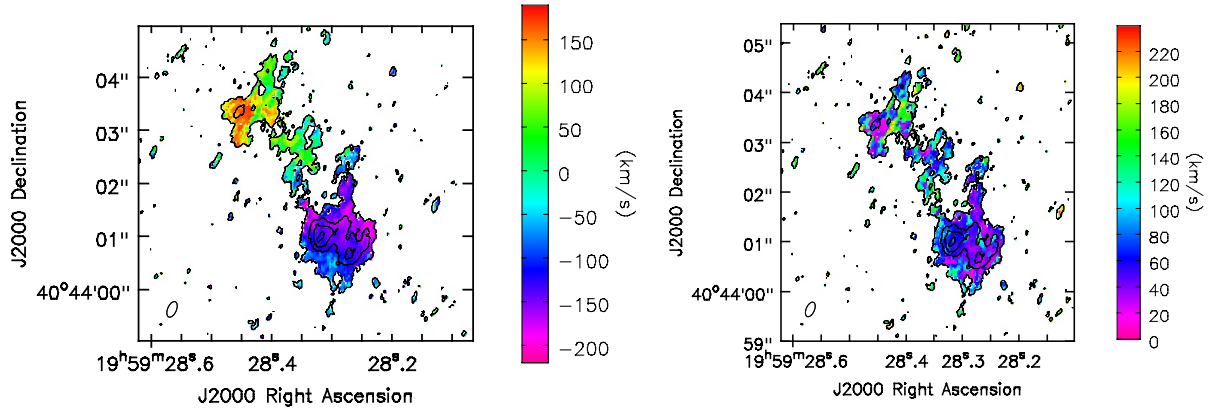 04''
03''
02''
01''
40°44'00''
19ʰ59ᵐ28ˢ.6
28ˢ.4
28ˢ.2
J2000 Right Ascension
J2000 Declination
150
100
50
0
−50
−100
−150
−200
(km/s)
05''
04''
03''
02''
01''
40°44'00''
59''
19ʰ59ᵐ28ˢ.6
28ˢ.4
28ˢ.3
28ˢ.2
J2000 Right Ascension
J2000 Declination
220
200
180
160
140
120
100
80
60
40
20
0
(km/s)